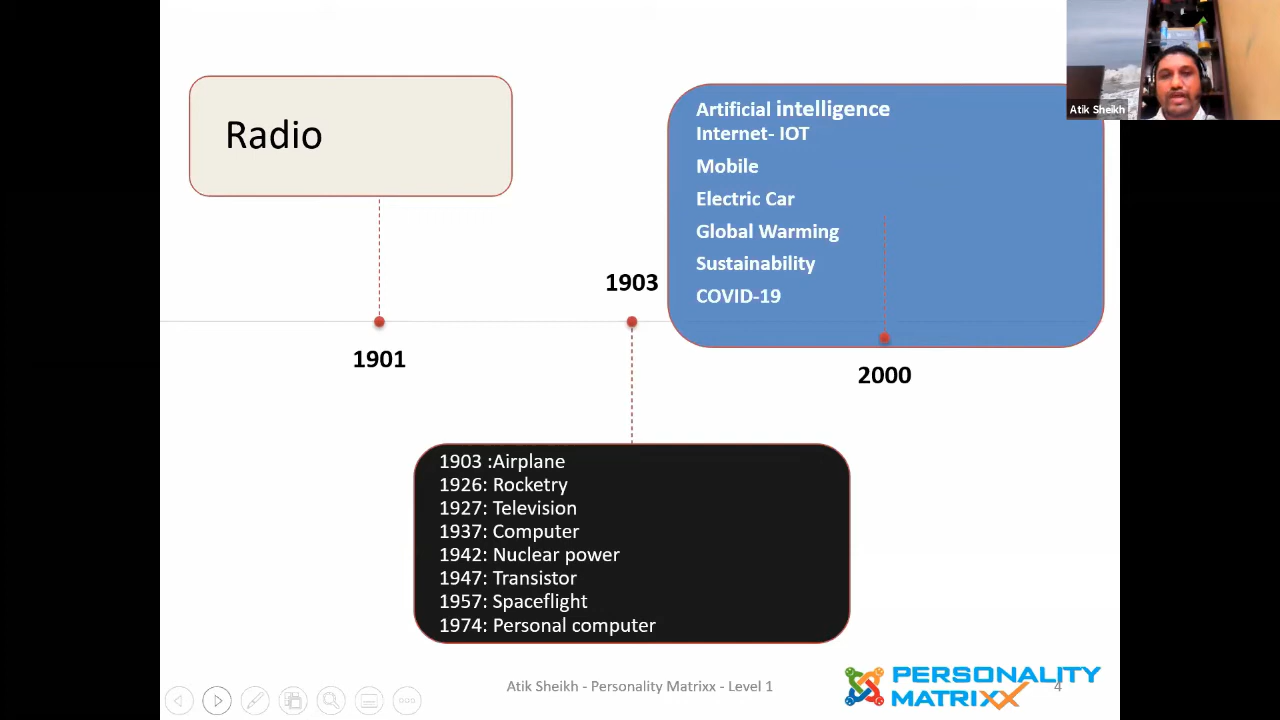 Radio
Artificial intelligence
Internet- IOT
Mobile
Electric Car
Global Warming
Sustainability
COVID-19
Atik Sheikh
1903
1901
2000
1903 :Airplane
1926: Rocketry
1927: Television
1937: Computer
1942: Nuclear power
1947: Transistor
1957: Spaceflight
1974: Personal computer
Atik Sheikh - Personality Matrixx - Level 1
PERSONALITY
MATRIXX
4